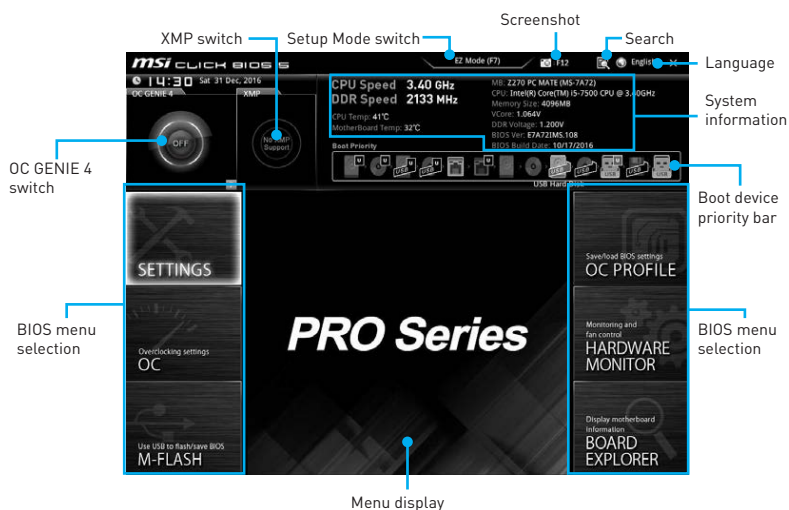 Screenshot
XMP switch
Setup Mode switch
Search
msi CLICK BIOS 5
EZ Mode (F7)
F12
English
×
Language
14:30 Sat 31 Dec, 2016
OC GENIE 4
XMP
OFF
No XMP
Support
CPU Speed 3.40 GHz
DDR Speed 2133 MHz
CPU Temp: 41°C
MotherBoard Temp: 32°C
MB: Z270 PC MATE (MS-7A72)
CPU: Intel(R) Core(TM) i5-7500 CPU @ 3.40GHz
Memory Size: 4096MB
VCore: 1.064V
DDR Voltage: 1.200V
BIOS Ver: E7A72IMS.108
BIOS Build Date: 10/17/2016
System
information
Boot Priority
U
U
U
U
U
USB
USB
USB
USB
USB
USB
USB
USB Hard Disk
OC GENIE 4
switch
Boot device
priority bar
SETTINGS
Overclocking settings
OC
Use USB to flash/save BIOS
M-FLASH
BIOS menu
selection
PRO Series
Save/load BIOS settings
OC PROFILE
Monitoring and
fan control
HARDWARE
MONITOR
Display motherboard
information
BOARD
EXPLORER
BIOS menu
selection
Menu display